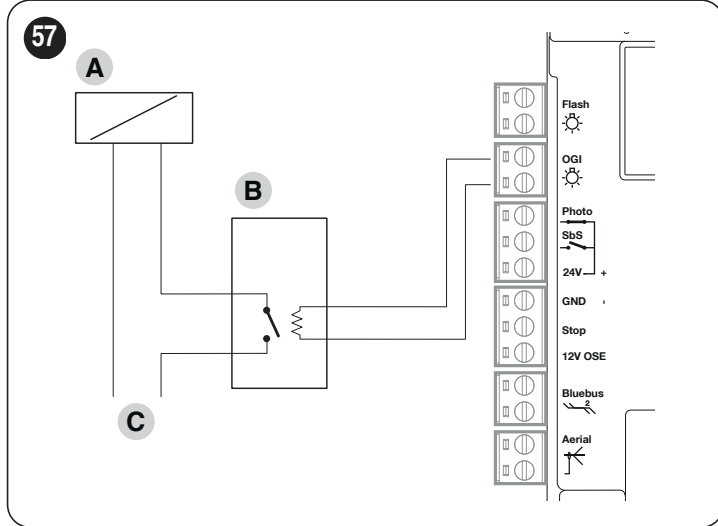 57
A
B
C
Flash
OGI
Photo
SbS
24V +
GND -
Stop
12V OSE
Bluebus
2
Aerial